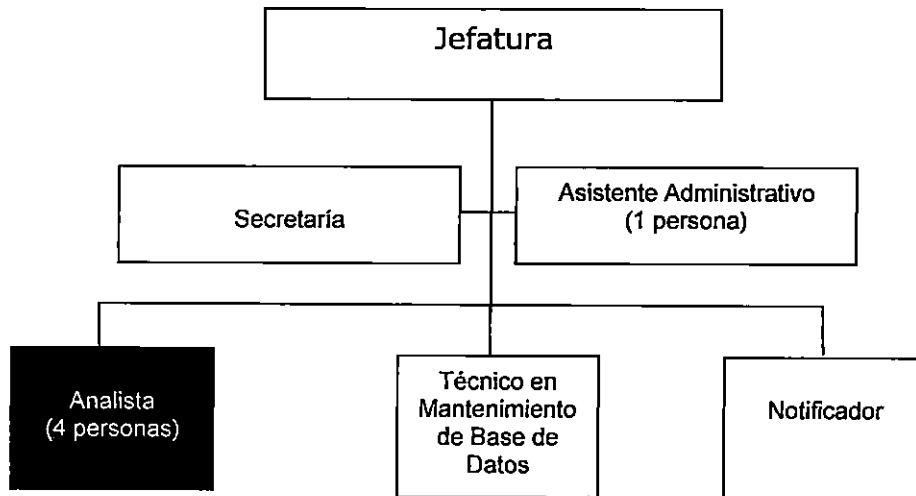 Jefatura
Secretaría
Asistente Administrativo
(1 persona)
Analista
(4 personas)
Técnico en
Mantenimiento
de Base de
Datos
Notificador